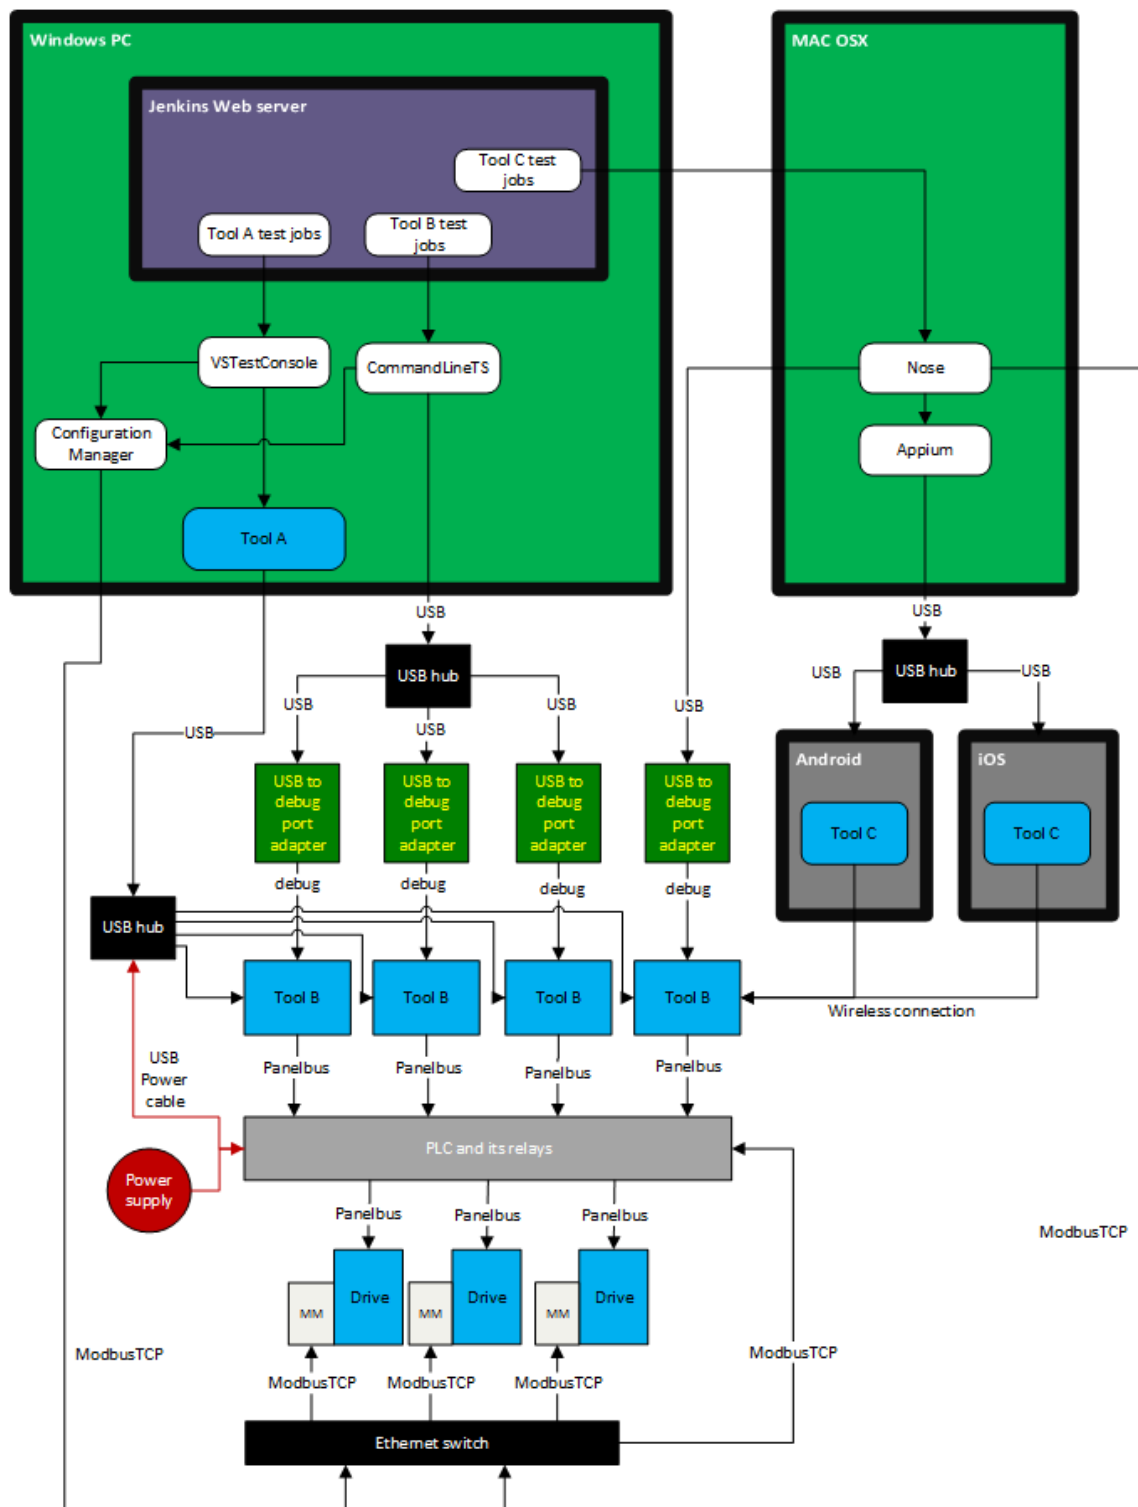 Windows PC
MAC OSX
Jenkins Web server
Tool C test
jobs
Tool A test jobs
Tool B test
jobs
VSTestConsole
CommandLineTS
Nose
Configuration
Manager
Appium
Tool A
USB
USB
USB hub
USB
USB hub
USB
USB
USB
USB
USB
USB
Android
iOS
USB to
debug
port
adapter
USB to
debug
port
adapter
USB to
debug
port
adapter
USB to
debug
port
adapter
Tool C
Tool C
debug
debug
debug
debug
USB hub
Tool B
Tool B
Tool B
Tool B
Wireless connection
USB
Power
cable
Panelbus
Panelbus
Panelbus
Panelbus
PLC and its relays
Power
supply
Panelbus
Panelbus
Panelbus
ModbusTCP
MM
Drive
MM
Drive
MM
Drive
ModbusTCP
ModbusTCP
ModbusTCP
ModbusTCP
ModbusTCP
Ethernet switch